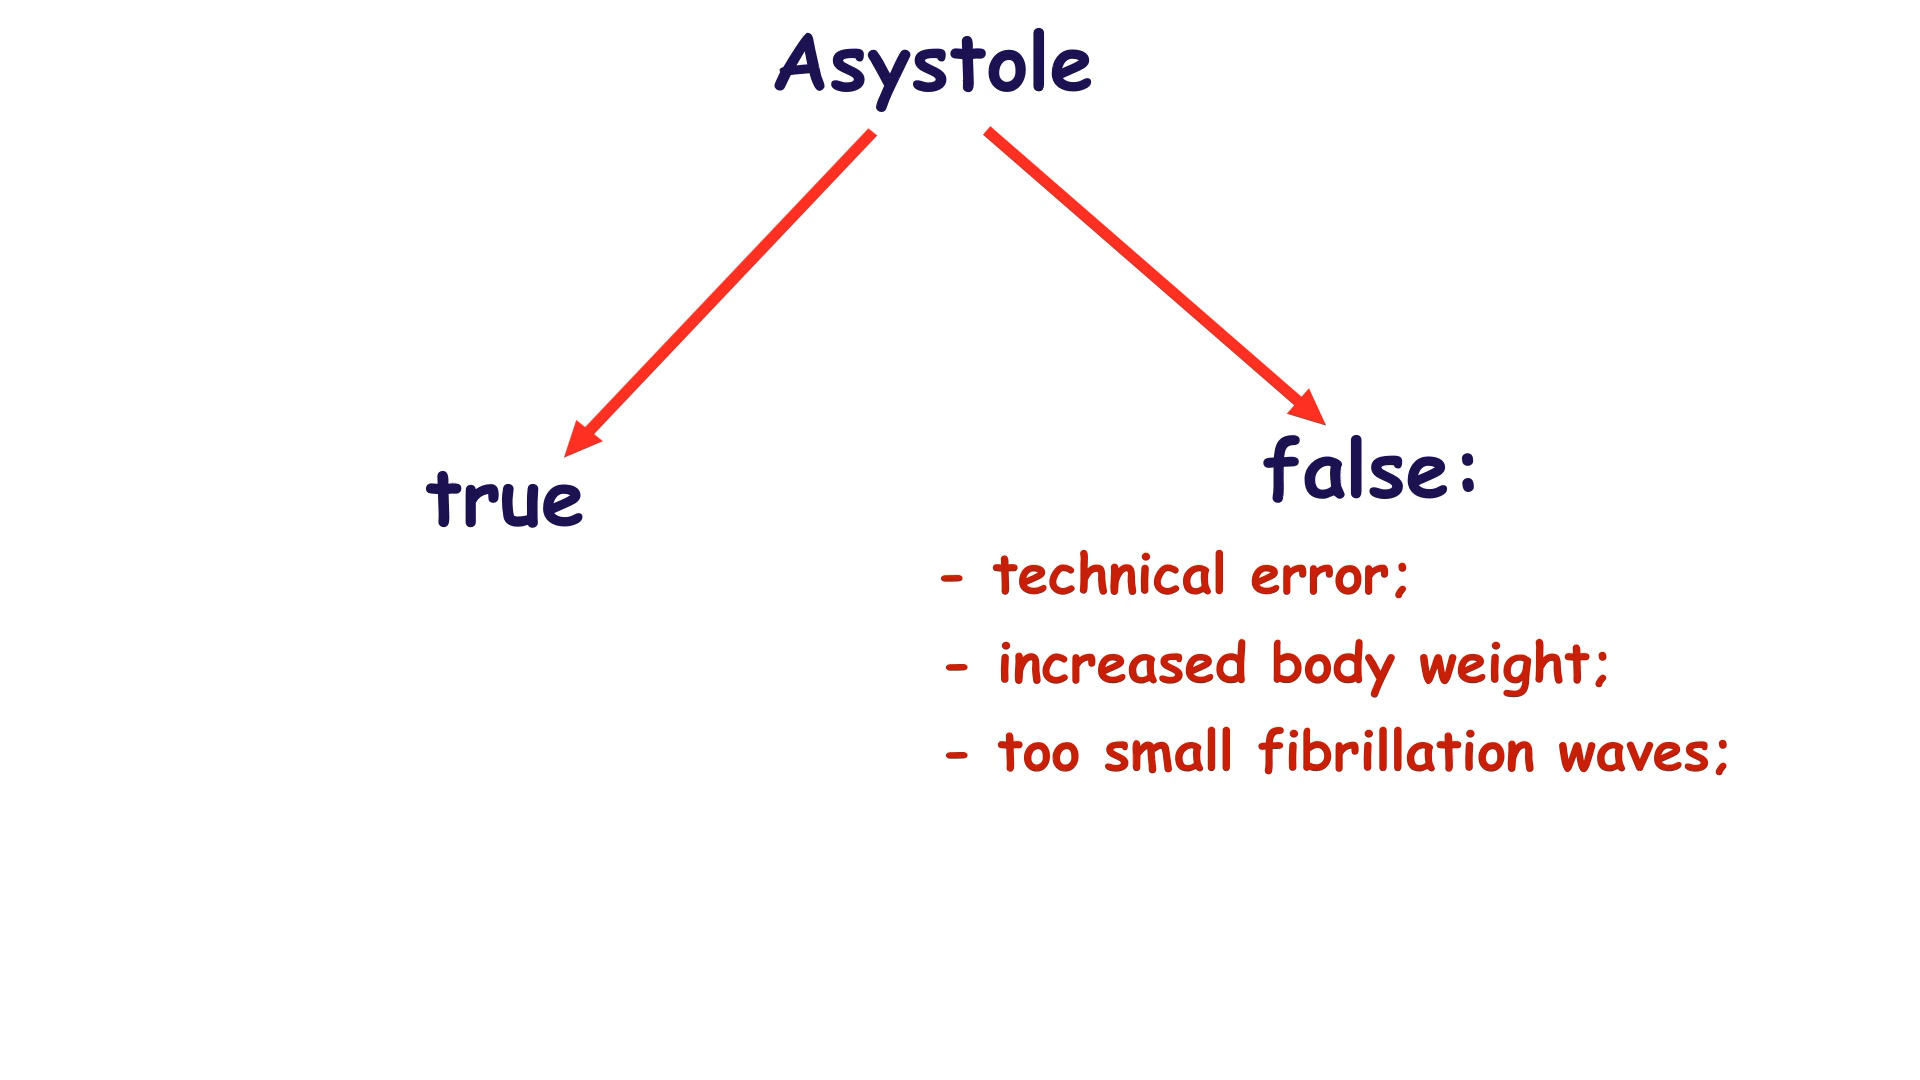 Asystole
true
false:
- technical error;
- increased body weight;
- too small fibrillation waves;